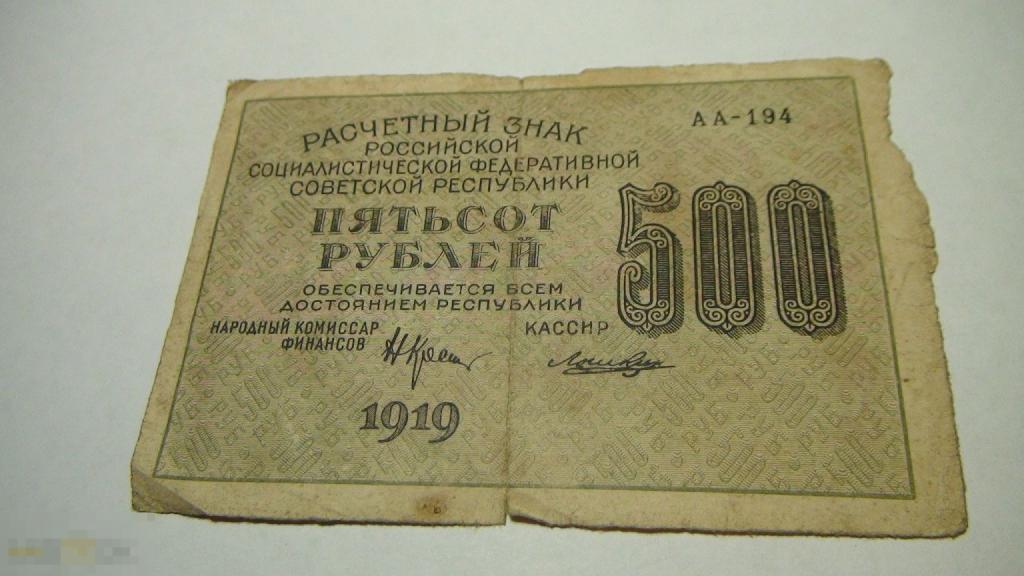 РАСЧЕТНЫЙ ЗНАК
РОССИЙСКОЙ
СОЦИАЛИСТИЧЕСКОЙ ФЕДЕРАТИВНОЙ
СОВЕТСКОЙ РЕСПУБЛИКИ
АА-194
ПЯТЬСОТ
РУБЛЕЙ
500
ОБЕСПЕЧИВАЕТСЯ ВСЕМ
ДОСТОЯНИЕМ РЕСПУБЛИКИ
НАРОДНЫЙ КОМИССАР
ФИНАНСОВ
КАССИР
1919